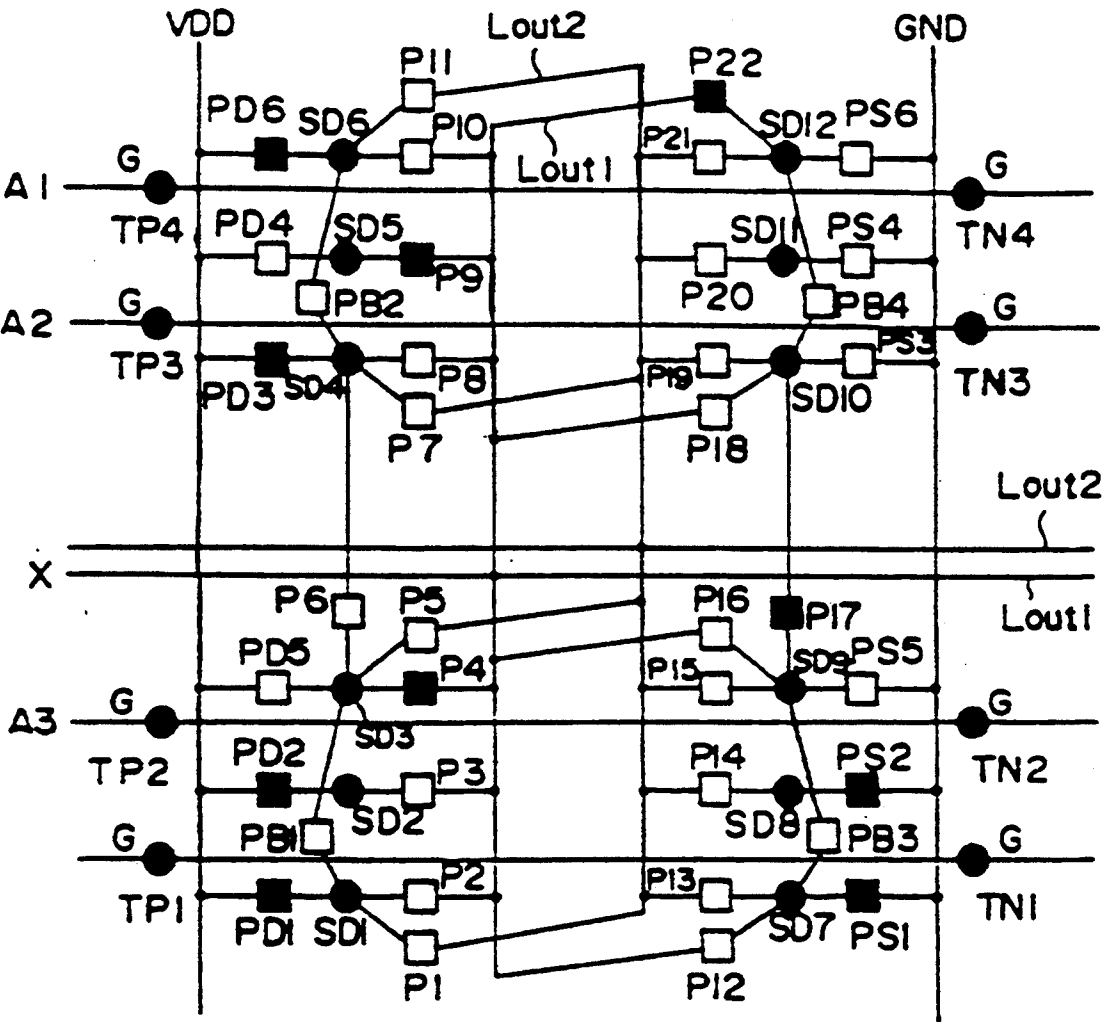 VDD Lout2 GND
P11 P22
PD6 SD6 P10 P21 SD12 PS6
Lout1
A1 G G
TP4 PD4 SD5 SD11 PS4 TN4
P9 P20
A2 G PB2 PB4 G
TP3 PS3 TN3
PD3 SD4 P8 P19 SD10
P7 P18
Lout2
X
P6 P5 P16 P17 Lout1
PD5 P4 P15 SD9 PS5
A3 G SD3 G
TP2 PD2 P3 P14 PS2 TN2
SD2 SD8
G PB1 PB3 G
TP1 P2 P13 TN1
PD1 SD1 SD7 PS1
P1 P12